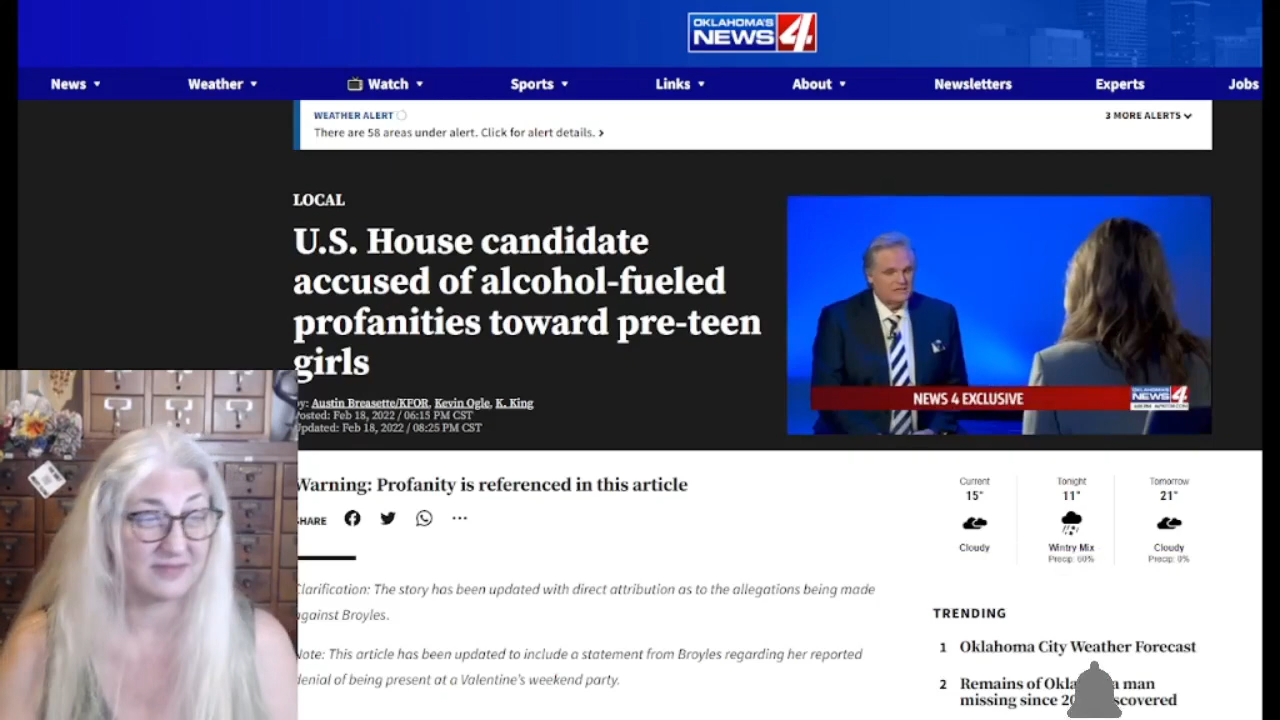 OKLAHOMA'S
NEWS 4
News
Weather
Watch
Sports
Links
About
Newsletters
Experts
Jobs
WEATHER ALERT
3 MORE ALERTS
There are 58 areas under alert. Click for alert details.
LOCAL
U.S. House candidate
accused of alcohol-fueled
profanities toward pre-teen
girls
by: Austin Breasette/KFOR, Kevin Ogle, K. King
Posted: Feb 18, 2022 / 06:15 PM CST
Updated: Feb 18, 2022 / 08:25 PM CST
NEWS 4 EXCLUSIVE
NEWS 4
Warning: Profanity is referenced in this article
SHARE
Clarification: The story has been updated with direct attribution as to the allegations being made
against Broyles.
Note: This article has been updated to include a statement from Broyles regarding her reported
denial of being present at a Valentine's weekend party.
Current
15°
Cloudy
Tonight
11°
Wintry Mix
Precip: 60%
Tomorrow
21°
Cloudy
Precip: 0%
TRENDING
1 Oklahoma City Weather Forecast
2 Remains of man
missing since